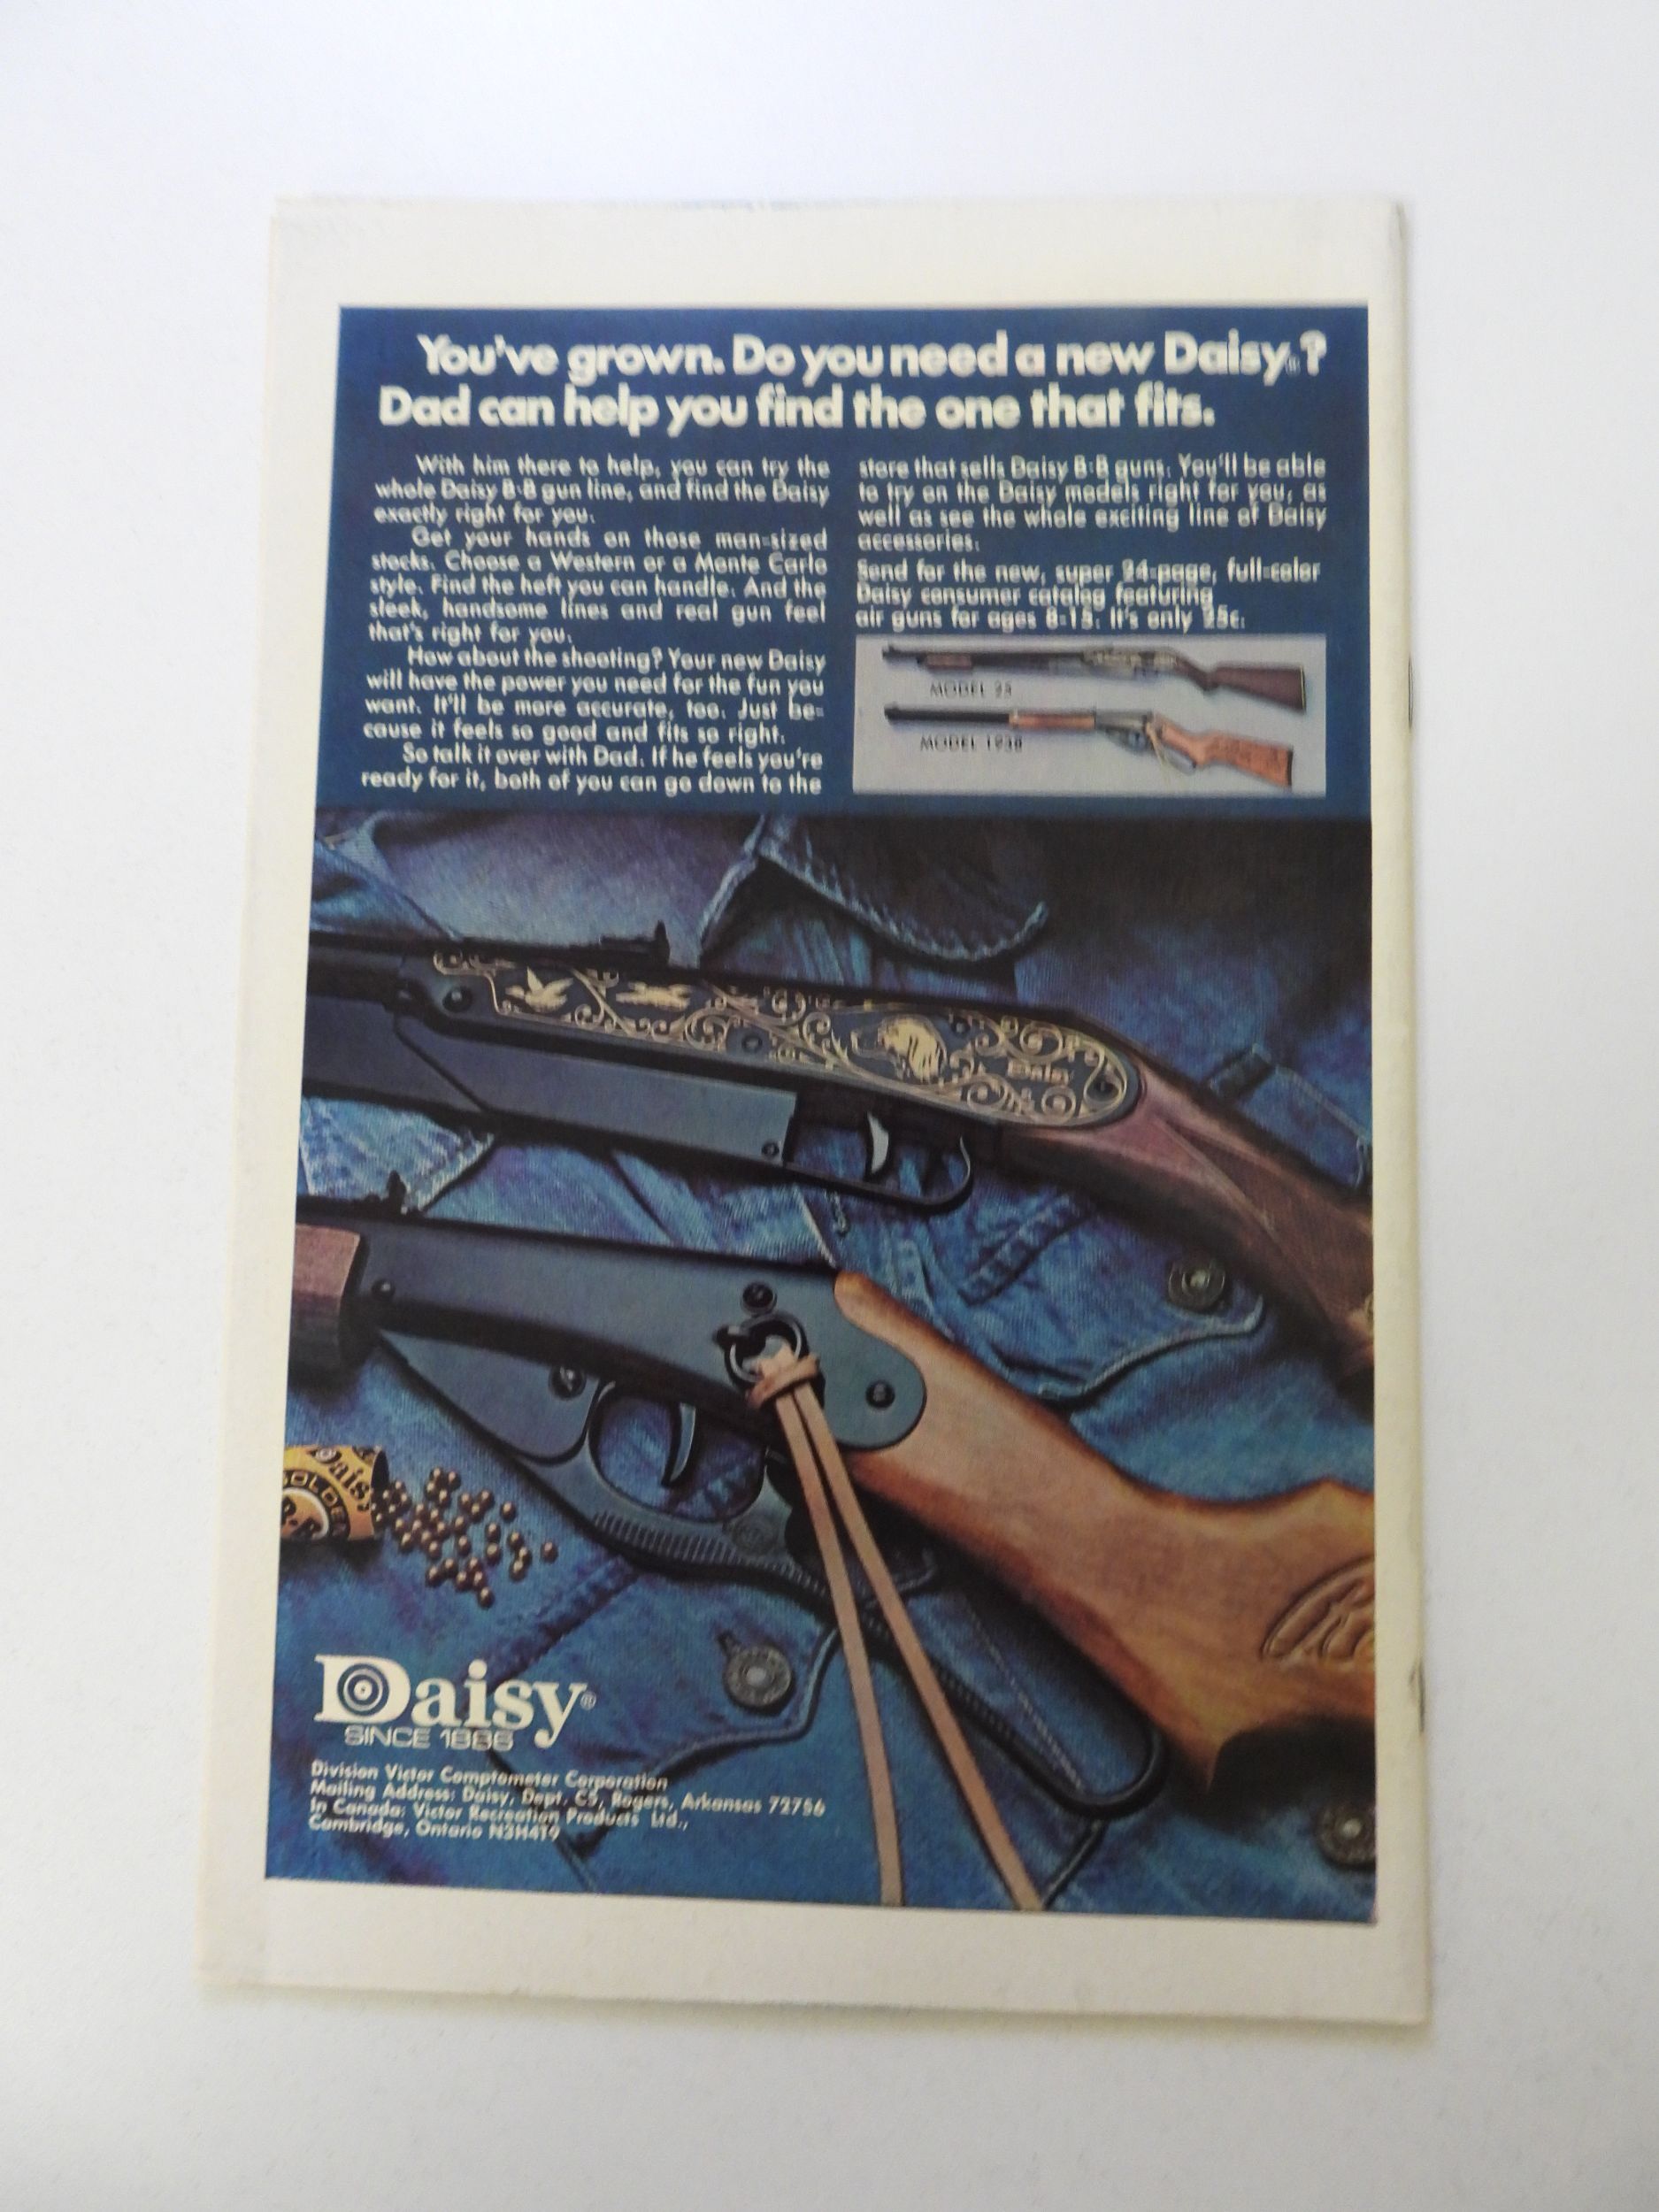 You've grown. Do you need a new Daisy®?
Dad can help you find the one that fits.
With him there to help, you can try the
whole Daisy B·B gun line, and find the Daisy
exactly right for you.
Get your hands on those man-sized
stocks. Choose a Western or a Monte Carlo
style. Find the heft you can handle. And the
sleek, handsome lines and real gun feel
that's right for you.
How about the shooting? Your new Daisy
will have the power you need for the fun you
want. It'll be more accurate, too. Just be-
cause it feels so good and fits so right.
So talk it over with Dad. If he feels you're
ready for it, both of you can go down to the
store that sells Daisy B·B guns. You'll be able
to try on the Daisy models right for you, as
well as see the whole exciting line of Daisy
accessories.
Send for the new, super 24-page, full-color
Daisy consumer catalog featuring
air guns for ages 8-15. It's only 25¢.
MODEL 25
MODEL 1938
Daisy
Daisy
GOLDEN
B·B
Daisy®
SINCE 1886
Division Victor Comptometer Corporation
Mailing Address: Daisy, Dept. C5, Rogers, Arkansas 72756
In Canada: Victor Recreation Products Ltd.,
Cambridge, Ontario N3H4T9